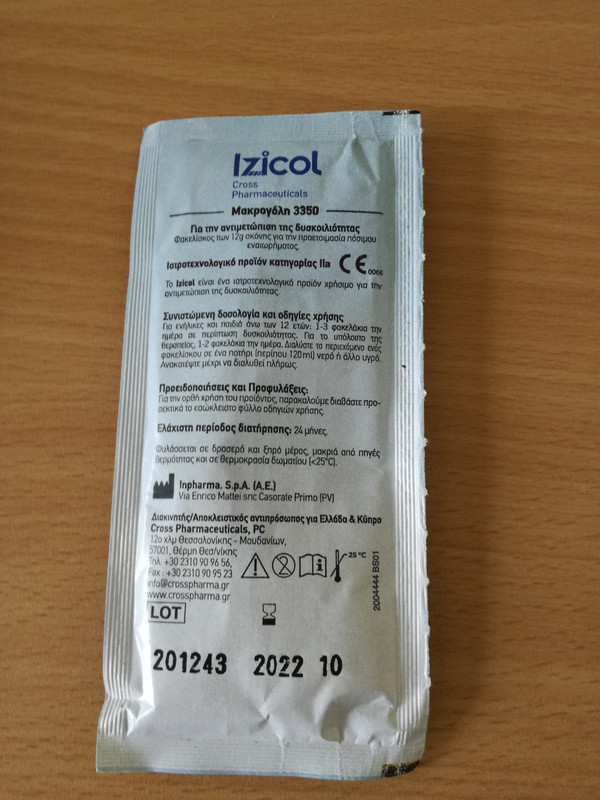 Izicol
Cross
Pharmaceuticals
Μακρογόλη 3350
Για την αντιμετώπιση της δυσκοιλιότητας
Φακελίσκος των 12g σκόνης για την προετοιμασία πόσιμου
εναιωρήματος.
Ιατροτεχνολογικό προϊόν κατηγορίας IIa CE 0068
Το Izicol είναι ένα ιατροτεχνολογικό προϊόν χρήσιμο για την
αντιμετώπιση της δυσκοιλιότητας.
Συνιστώμενη δοσολογία και οδηγίες χρήσης
Για ενήλικες και παιδιά άνω των 12 ετών: 1-3 φακελάκια την
ημέρα σε περίπτωση δυσκοιλιότητας. Για το υπόλοιπο της
θεραπείας, 1-2 φακελάκια την ημέρα. Διαλύστε το περιεχόμενο ενός
φακελίσκου σε ένα ποτήρι (περίπου 120ml) νερό ή άλλο υγρό.
Ανακατέψτε μέχρι να διαλυθεί πλήρως.
Προειδοποιήσεις και Προφυλάξεις:
Για την ορθή χρήση του προϊόντος, παρακαλούμε διαβάστε προ-
σεκτικά το εσώκλειστο φύλλο οδηγιών χρήσης.
Ελάχιστη περίοδος διατήρησης: 24 μήνες.
Φυλάσσεται σε δροσερό και ξηρό μέρος, μακριά από πηγές
θερμότητας και σε θερμοκρασία δωματίου (<25°C).
Inpharma. S.p.A. (A.E.)
Via Enrico Mattei snc Casorate Primo (PV)
Διακινητής/Αποκλειστικός αντιπρόσωπος για Ελλάδα & Κύπρο
Cross Pharmaceuticals, PC
12ο χλμ Θεσσαλονίκης - Μουδανίων,
57001, Θέρμη Θεσ/νίκης
Τηλ. +30 2310 90 96 56,
Fax : +30 2310 90 95 23
info@crosspharma.gr
www.crosspharma.gr
25 °C
2004444 BS01
LOT
201243 2022 10